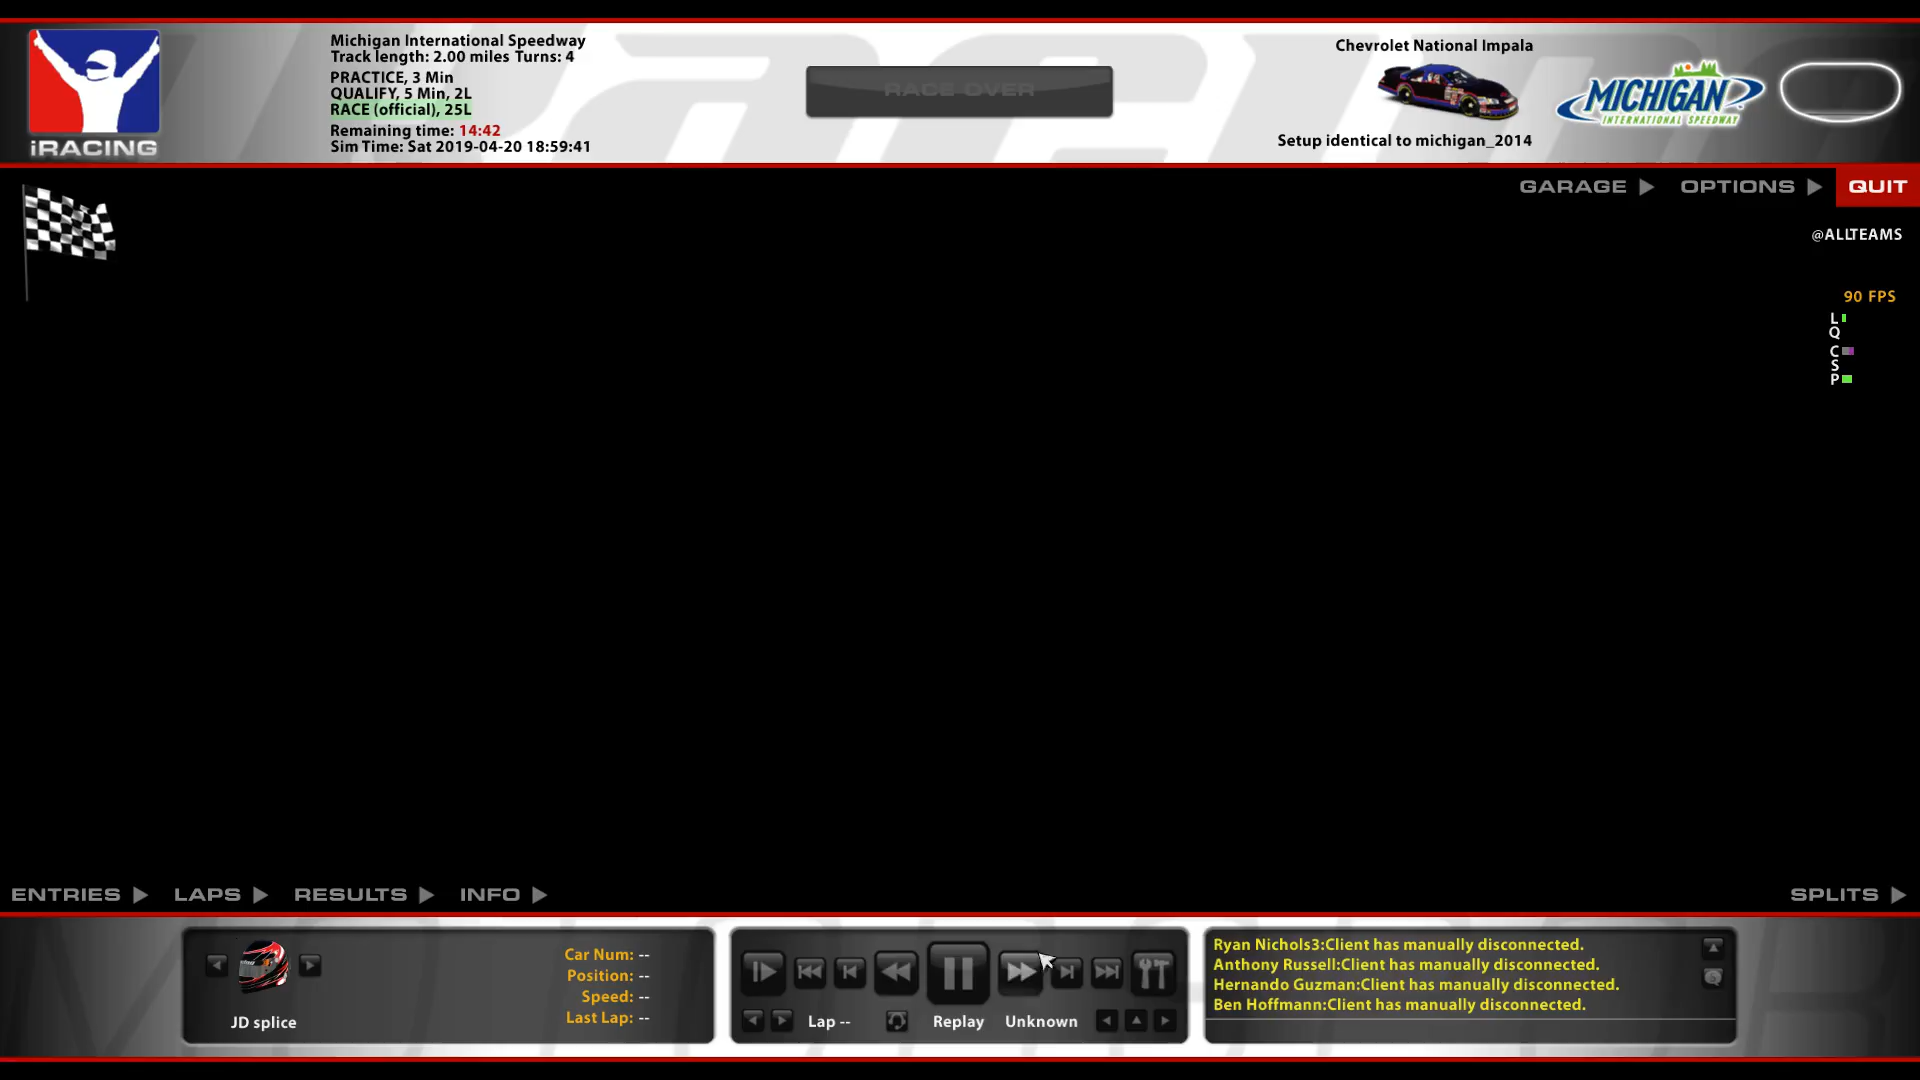 iRACING
Michigan International Speedway
Track length: 2.00 miles Turns: 4
PRACTICE, 3 Min
QUALIFY, 5 Min, 2L
RACE (official), 25L
Remaining time: 14:42
Sim Time: Sat 2019-04-20 18:59:41
RACE OVER
Chevrolet National Impala
Setup identical to michigan_2014
MICHIGAN
INTERNATIONAL SPEEDWAY
GARAGE
OPTIONS
QUIT
@ALLTEAMS
90 FPS
L
Q
C
S
P
ENTRIES
LAPS
RESULTS
INFO
SPLITS
JD splice
Car Num: --
Position: --
Speed: --
Last Lap: --
Lap --
Replay
Unknown
Ryan Nichols3:Client has manually disconnected.
Anthony Russell:Client has manually disconnected.
Hernando Guzman:Client has manually disconnected.
Ben Hoffmann:Client has manually disconnected.